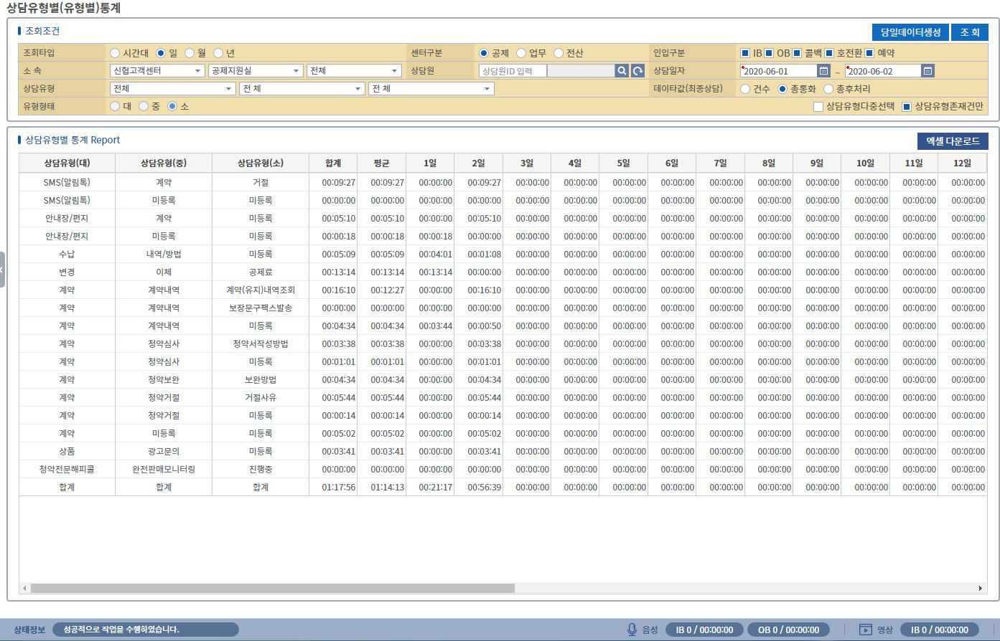 상담유형별(유형별)통계
조회조건
당일데이터생성 조 회
조회타입 시간대 일 월 년 센터구분 공제 업무 전산 인입구분 IB OB 콜백 호전환 예약
소 속 신협고객센터 공제지원실 전체 상담원 상담원ID 입력 상담일자 2020-06-01 ~ 2020-06-02
상담유형 전체 전 체 전 체 데이타값(최종상담) 건수 총통화 총후처리
유형형태 대 중 소 상담유형다중선택 상담유형존재건만
상담유형별 통계 Report
엑셀 다운로드
상담유형(대) 상담유형(중) 상담유형(소) 합계 평균 1일 2일 3일 4일 5일 6일 7일 8일 9일 10일 11일 12일
SMS(알림톡) 계약 거절 00:09:27 00:09:27 00:00:00 00:09:27 00:00:00 00:00:00 00:00:00 00:00:00 00:00:00 00:00:00 00:00:00 00:00:00 00:00:00 00:00:00
SMS(알림톡) 미등록 미등록 00:00:00 00:00:00 00:00:00 00:00:00 00:00:00 00:00:00 00:00:00 00:00:00 00:00:00 00:00:00 00:00:00 00:00:00 00:00:00 00:00:00
안내장/편지 계약 미등록 00:05:10 00:05:10 00:00:00 00:05:10 00:00:00 00:00:00 00:00:00 00:00:00 00:00:00 00:00:00 00:00:00 00:00:00 00:00:00 00:00:00
안내장/편지 미등록 미등록 00:00:18 00:00:18 00:00:18 00:00:00 00:00:00 00:00:00 00:00:00 00:00:00 00:00:00 00:00:00 00:00:00 00:00:00 00:00:00 00:00:00
수납 내역/방법 미등록 00:05:09 00:05:09 00:04:01 00:01:08 00:00:00 00:00:00 00:00:00 00:00:00 00:00:00 00:00:00 00:00:00 00:00:00 00:00:00 00:00:00
변경 이체 공제료 00:13:14 00:13:14 00:13:14 00:00:00 00:00:00 00:00:00 00:00:00 00:00:00 00:00:00 00:00:00 00:00:00 00:00:00 00:00:00 00:00:00
계약 계약내역 계약(유지)내역조회 00:16:10 00:12:27 00:00:00 00:16:10 00:00:00 00:00:00 00:00:00 00:00:00 00:00:00 00:00:00 00:00:00 00:00:00 00:00:00 00:00:00
계약 계약내역 보장문구팩스발송 00:00:00 00:00:00 00:00:00 00:00:00 00:00:00 00:00:00 00:00:00 00:00:00 00:00:00 00:00:00 00:00:00 00:00:00 00:00:00 00:00:00
계약 계약내역 미등록 00:04:34 00:04:34 00:03:44 00:00:50 00:00:00 00:00:00 00:00:00 00:00:00 00:00:00 00:00:00 00:00:00 00:00:00 00:00:00 00:00:00
계약 청약심사 청약서작성방법 00:03:38 00:03:38 00:00:00 00:03:38 00:00:00 00:00:00 00:00:00 00:00:00 00:00:00 00:00:00 00:00:00 00:00:00 00:00:00 00:00:00
계약 청약심사 미등록 00:01:01 00:01:01 00:00:00 00:01:01 00:00:00 00:00:00 00:00:00 00:00:00 00:00:00 00:00:00 00:00:00 00:00:00 00:00:00 00:00:00
계약 청약보완 보완방법 00:04:34 00:04:34 00:00:00 00:04:34 00:00:00 00:00:00 00:00:00 00:00:00 00:00:00 00:00:00 00:00:00 00:00:00 00:00:00 00:00:00
계약 청약거절 거절사유 00:05:44 00:05:44 00:00:00 00:05:44 00:00:00 00:00:00 00:00:00 00:00:00 00:00:00 00:00:00 00:00:00 00:00:00 00:00:00 00:00:00
계약 청약거절 미등록 00:00:14 00:00:14 00:00:00 00:00:14 00:00:00 00:00:00 00:00:00 00:00:00 00:00:00 00:00:00 00:00:00 00:00:00 00:00:00 00:00:00
계약 미등록 미등록 00:05:02 00:05:02 00:00:00 00:05:02 00:00:00 00:00:00 00:00:00 00:00:00 00:00:00 00:00:00 00:00:00 00:00:00 00:00:00 00:00:00
상품 광고문의 미등록 00:03:41 00:03:41 00:00:00 00:03:41 00:00:00 00:00:00 00:00:00 00:00:00 00:00:00 00:00:00 00:00:00 00:00:00 00:00:00 00:00:00
청약전문해피콜 완전판매모니터링 진행중 00:00:00 00:00:00 00:00:00 00:00:00 00:00:00 00:00:00 00:00:00 00:00:00 00:00:00 00:00:00 00:00:00 00:00:00 00:00:00 00:00:00
합계 합계 합계 01:17:56 01:14:13 00:21:17 00:56:39 00:00:00 00:00:00 00:00:00 00:00:00 00:00:00 00:00:00 00:00:00 00:00:00 00:00:00 00:00:00
상태정보 성공적으로 작업을 수행하였습니다. 음성 IB 0 / 00:00:00 OB 0 / 00:00:00 영상 IB 0 / 00:00:00